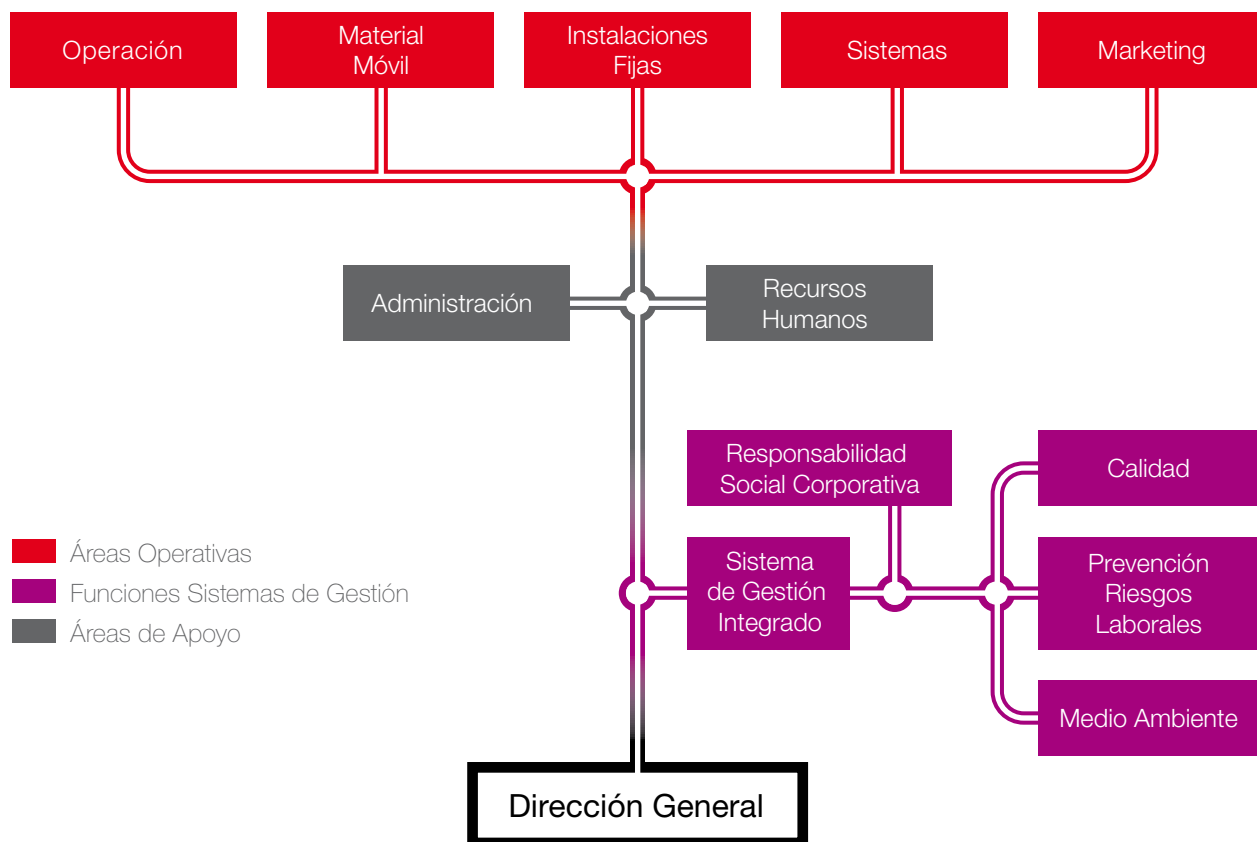 Operación
Material
Móvil
Instalaciones
Fijas
Sistemas
Marketing
Administración
Recursos
Humanos
Responsabilidad
Social Corporativa
Calidad
Sistema
de Gestión
Integrado
Prevención
Riesgos
Laborales
Medio Ambiente
Áreas Operativas
Funciones Sistemas de Gestión
Áreas de Apoyo
Dirección General